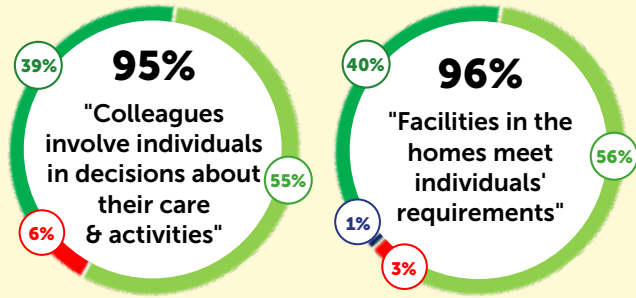 39%
95%
"Colleagues
involve individuals
in decisions about
their care
& activities"
55%
6%
40%
96%
"Facilities in the
homes meet
individuals'
requirements"
56%
1%
3%